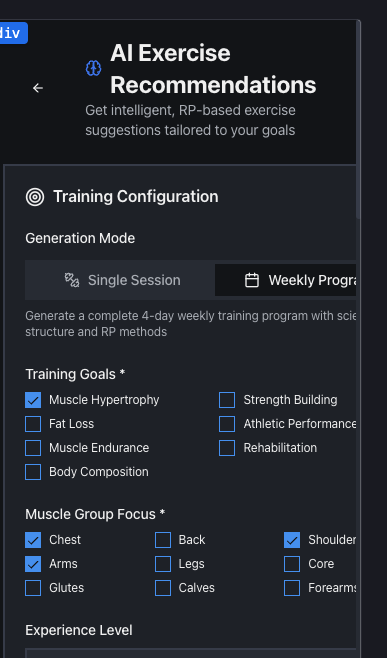 div
AI Exercise
Recommendations
Get intelligent, RP-based exercise
suggestions tailored to your goals
Training Configuration
Generation Mode
Single Session
Weekly Progra
Generate a complete 4-day weekly training program with scie
structure and RP methods
Training Goals *
Muscle Hypertrophy
Strength Building
Fat Loss
Athletic Performance
Muscle Endurance
Rehabilitation
Body Composition
Muscle Group Focus *
Chest
Back
Shoulder
Arms
Legs
Core
Glutes
Calves
Forearms
Experience Level